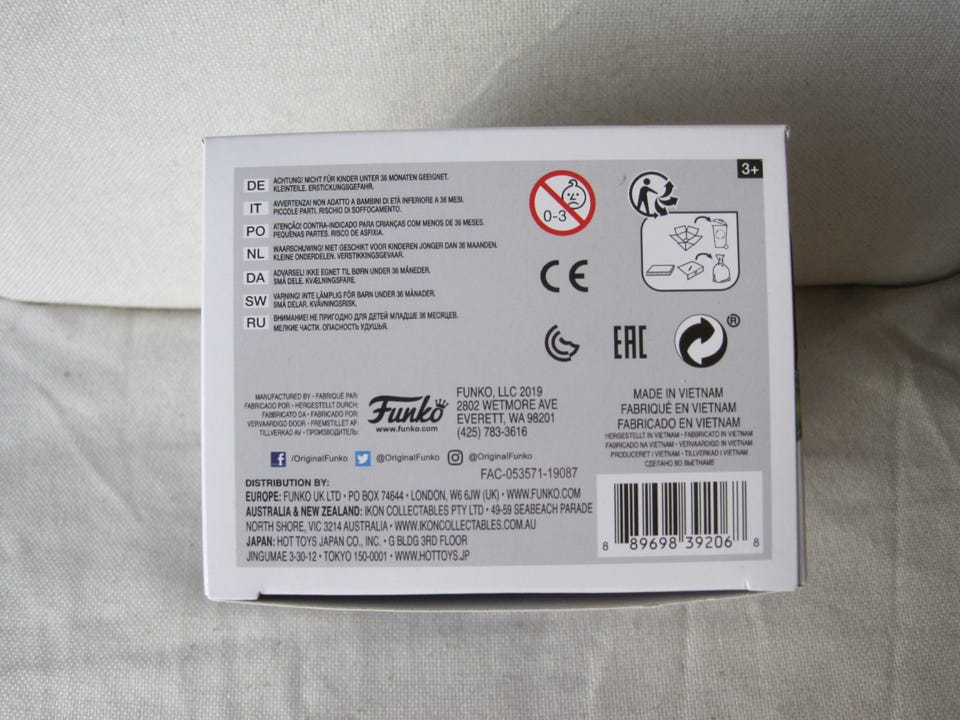 3+
DE ACHTUNG! NICHT FÜR KINDER UNTER 36 MONATEN GEEIGNET.
KLEINTEILE. ERSTICKUNGSGEFAHR.
IT AVVERTENZA! NON ADATTO A BAMBINI DI ETÀ INFERIORE A 36 MESI.
PICCOLE PARTI. RISCHIO DI SOFFOCAMENTO.
PO ATENÇÃO! CONTRA-INDICADO PARA CRIANÇAS COM MENOS DE 36 MESES.
PEQUENAS PARTES. RISCO DE ASFIXIA.
NL WAARSCHUWING! NIET GESCHIKT VOOR KINDEREN JONGER DAN 36 MAANDEN.
KLEINE ONDERDELEN. VERSTIKKINGSGEVAAR.
DA ADVARSEL! IKKE EGNET TIL BØRN UNDER 36 MÅNEDER.
SMÅ DELE. KVÆLNINGSFARE.
SW VARNING! INTE LÄMPLIG FÖR BARN UNDER 36 MÅNADER.
SMÅ DELAR. KVÄVNINGSRISK.
RU ВНИМАНИЕ! НЕ ПРИГОДНО ДЛЯ ДЕТЕЙ МЛАДШЕ 36 МЕСЯЦЕВ.
МЕЛКИЕ ЧАСТИ. ОПАСНОСТЬ УДУШЬЯ.
0-3
CE
EAC
®
MANUFACTURED BY • FABRIQUÉ PAR:
FABRICADO POR • HERGESTELLT DURCH:
FABBRICATO DA • FABRICADO POR:
VERVAARDIGD DOOR • FREMSTILLET AF:
TILLVERKAD AV • ПРОИЗВОДИТЕЛЬ:
Funko
www.funko.com
FUNKO, LLC 2019
2802 WETMORE AVE
EVERETT, WA 98201
(425) 783-3616
MADE IN VIETNAM
FABRIQUÉ EN VIETNAM
FABRICADO EN VIETNAM
HERGESTELLT IN VIETNAM • FABBRICATO IN VIETNAM
FABRICADO NA VIETNAM • VERVAARDIGD IN VIETNAM
PRODUCERET I VIETNAM • TILLVERKAD I VIETNAM
СДЕЛАНО ВО ВЬЕТНАМЕ
/OriginalFunko @OriginalFunko @OriginalFunko
FAC-053571-19087
DISTRIBUTION BY:
EUROPE: FUNKO UK LTD • PO BOX 74644 • LONDON, W6 6JW (UK) • WWW.FUNKO.COM
AUSTRALIA & NEW ZEALAND: IKON COLLECTABLES PTY LTD • 49-59 SEABEACH PARADE
NORTH SHORE, VIC 3214 AUSTRALIA • WWW.IKONCOLLECTABLES.COM.AU
JAPAN: HOT TOYS JAPAN CO., INC. • G BLDG 3RD FLOOR
JINGUMAE 3-30-12 • TOKYO 150-0001 • WWW.HOTTOYS.JP
8 89698 39206 8